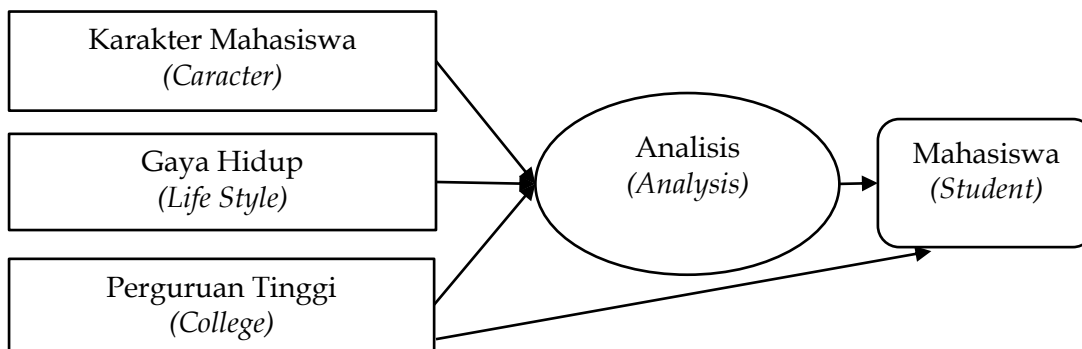 Karakter Mahasiswa
(Caracter)
Gaya Hidup
(Life Style)
Perguruan Tinggi
(College)
Analisis
(Analysis)
Mahasiswa
(Student)